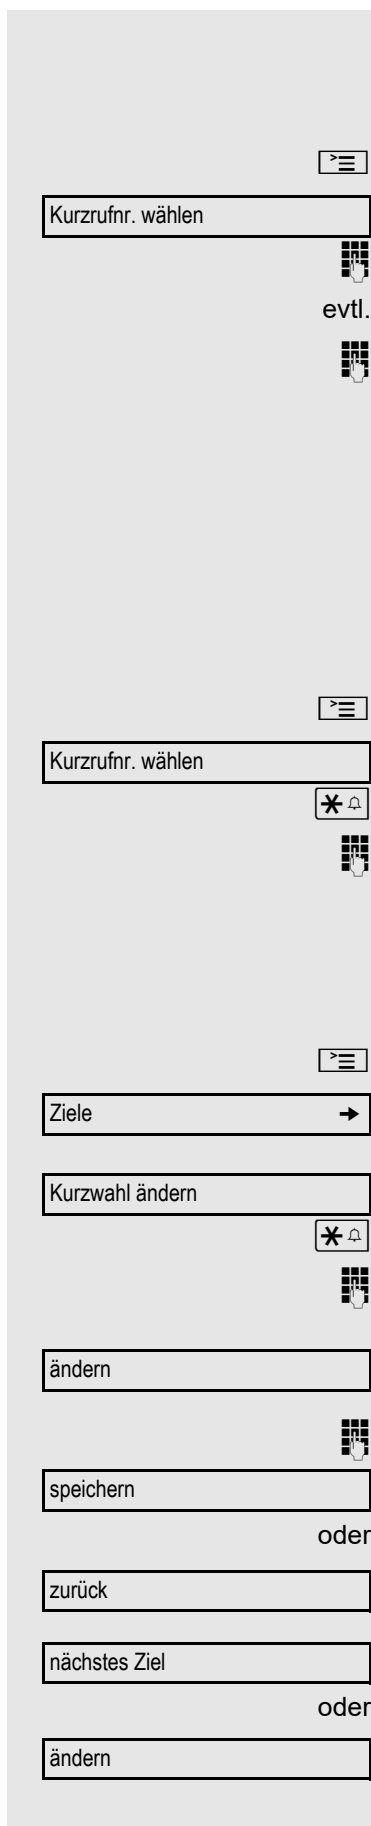 Kurzrufnr. wählen
evtl.
Kurzrufnr. wählen
Ziele
Kurzwahl ändern
ändern
speichern
oder
zurück
nächstes Ziel
oder
ändern